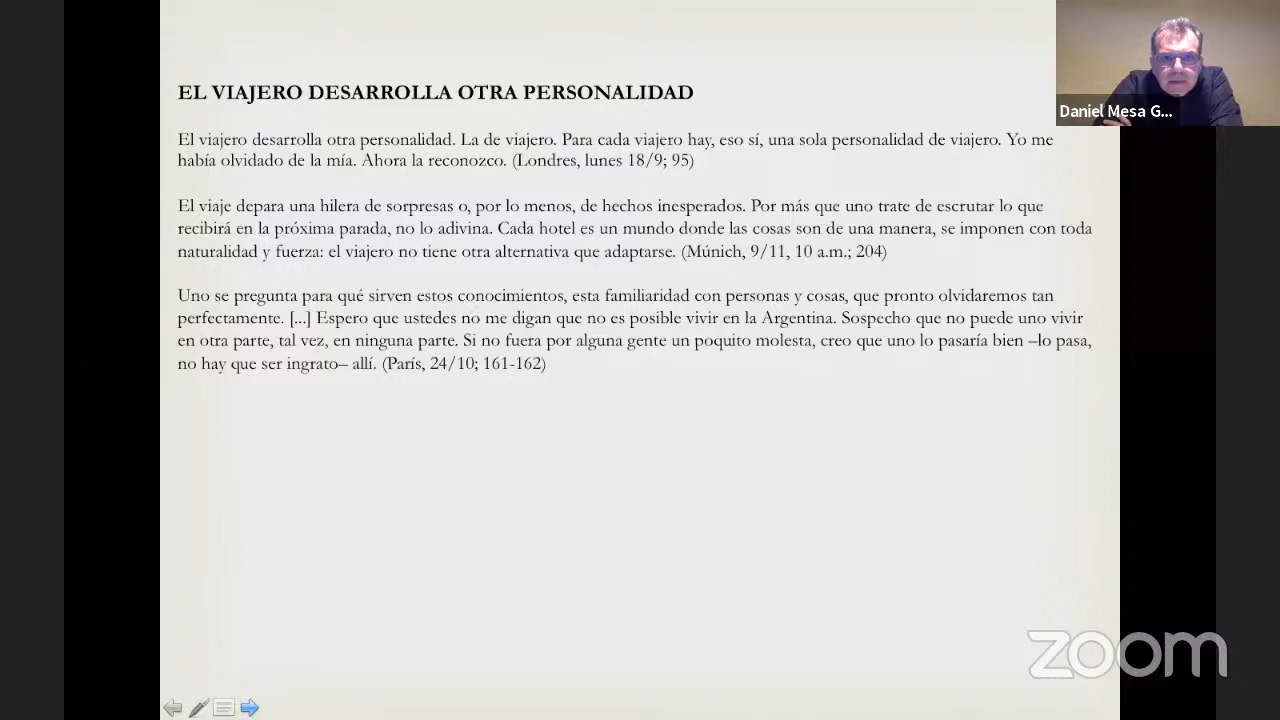 EL VIAJERO DESARROLLA OTRA PERSONALIDAD
El viajero desarrolla otra personalidad. La de viajero. Para cada viajero hay, eso sí, una sola personalidad de viajero. Yo me
había olvidado de la mía. Ahora la reconozco. (Londres, lunes 18/9; 95)
El viaje depara una hilera de sorpresas o, por lo menos, de hechos inesperados. Por más que uno trate de escrutar lo que
recibirá en la próxima parada, no lo adivina. Cada hotel es un mundo donde las cosas son de una manera, se imponen con toda
naturalidad y fuerza: el viajero no tiene otra alternativa que adaptarse. (Múnich, 9/11, 10 a.m.; 204)
Uno se pregunta para qué sirven estos conocimientos, esta familiaridad con personas y cosas, que pronto olvidaremos tan
perfectamente. [...] Espero que ustedes no me digan que no es posible vivir en la Argentina. Sospecho que no puede uno vivir
en otra parte, tal vez, en ninguna parte. Si no fuera por alguna gente un poquito molesta, creo que uno lo pasaría bien –lo pasa,
no hay que ser ingrato– allí. (París, 24/10; 161-162)
Daniel Mesa G...
zoom